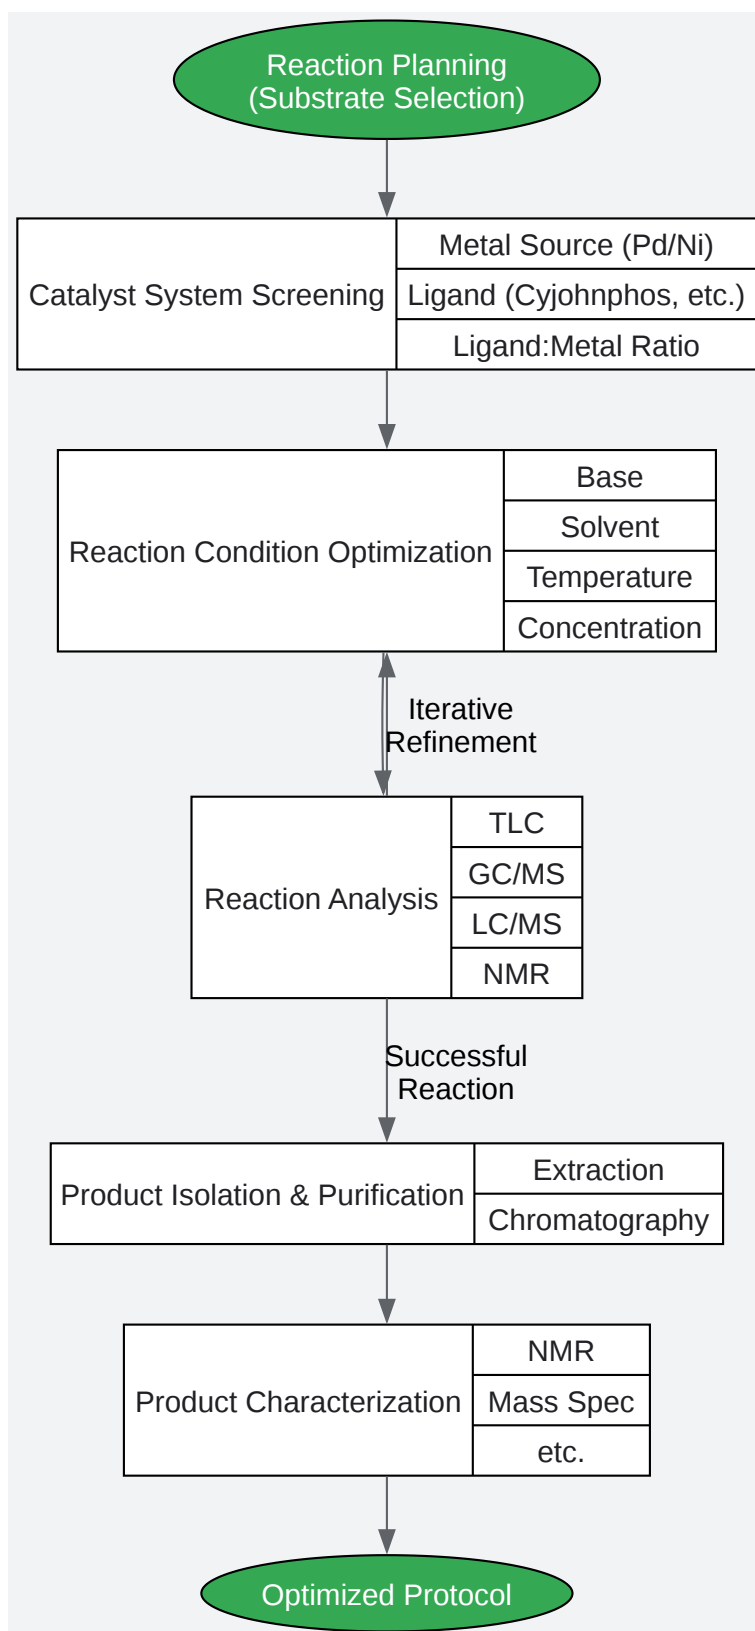 Reaction Planning
(Substrate Selection)
Catalyst System Screening
Metal Source (Pd/Ni)
Ligand (Cyjohnphos, etc.)
Ligand:Metal Ratio
Reaction Condition Optimization
Base
Solvent
Temperature
Concentration
Iterative
Refinement
Reaction Analysis
TLC
GC/MS
LC/MS
NMR
Successful
Reaction
Product Isolation & Purification
Extraction
Chromatography
Product Characterization
NMR
Mass Spec
etc.
Optimized Protocol